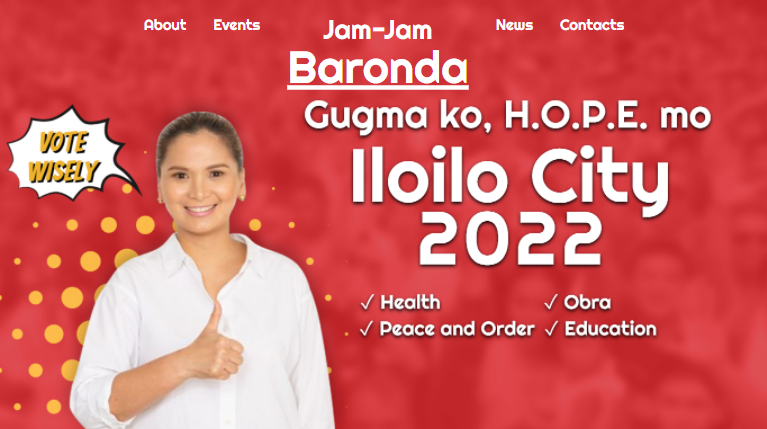 About Events Jam-Jam News Contacts
Baronda
Gugma ko, H.O.P.E. mo
VOTE
WISELY
Iloilo City
2022
✓ Health ✓ Obra
✓ Peace and Order ✓ Education